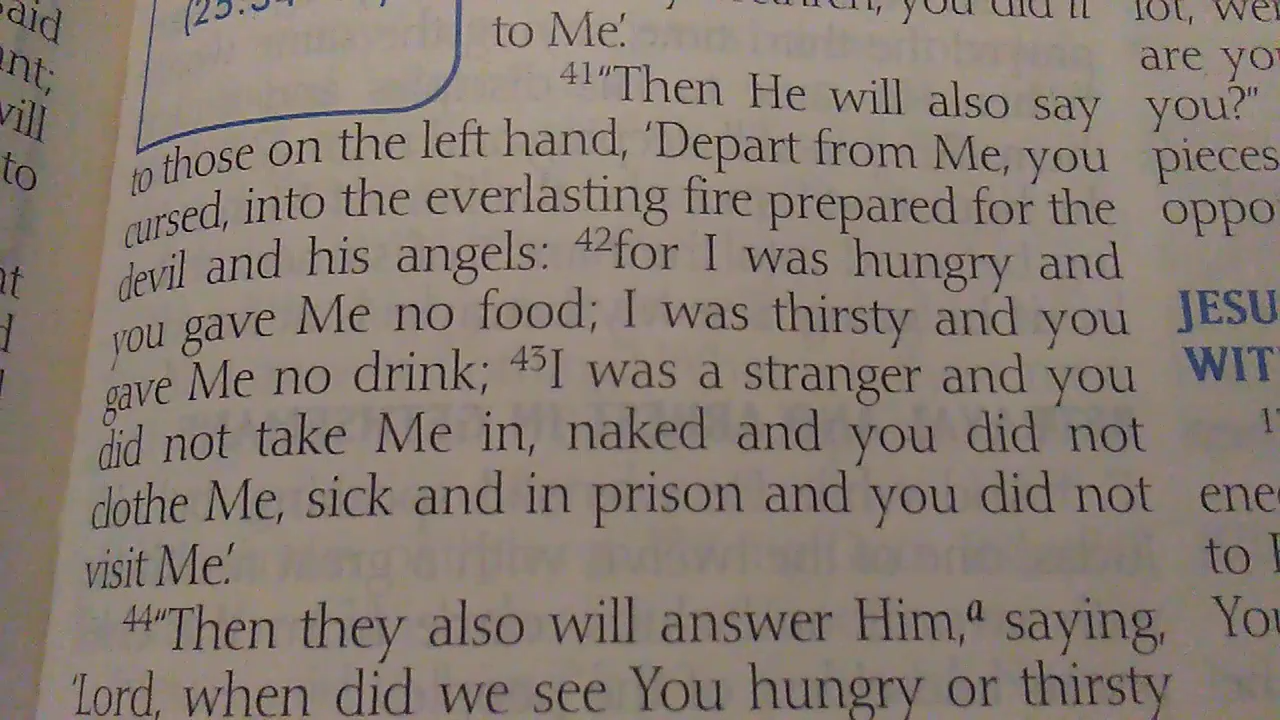 aid
nt;
will
to
to Me.'
41"Then He will also say
to those on the left hand, 'Depart from Me, you
cursed, into the everlasting fire prepared for the
devil and his angels: 42for I was hungry and
you gave Me no food; I was thirsty and you
gave Me no drink; 43I was a stranger and you
did not take Me in, naked and you did not
clothe Me, sick and in prison and you did not
visit Me.'
44"Then they also will answer Him,a saying,
'Lord, when did we see You hungry or thirsty
are yo
you?"
pieces
oppo
JESU
WIT
ene
to
You